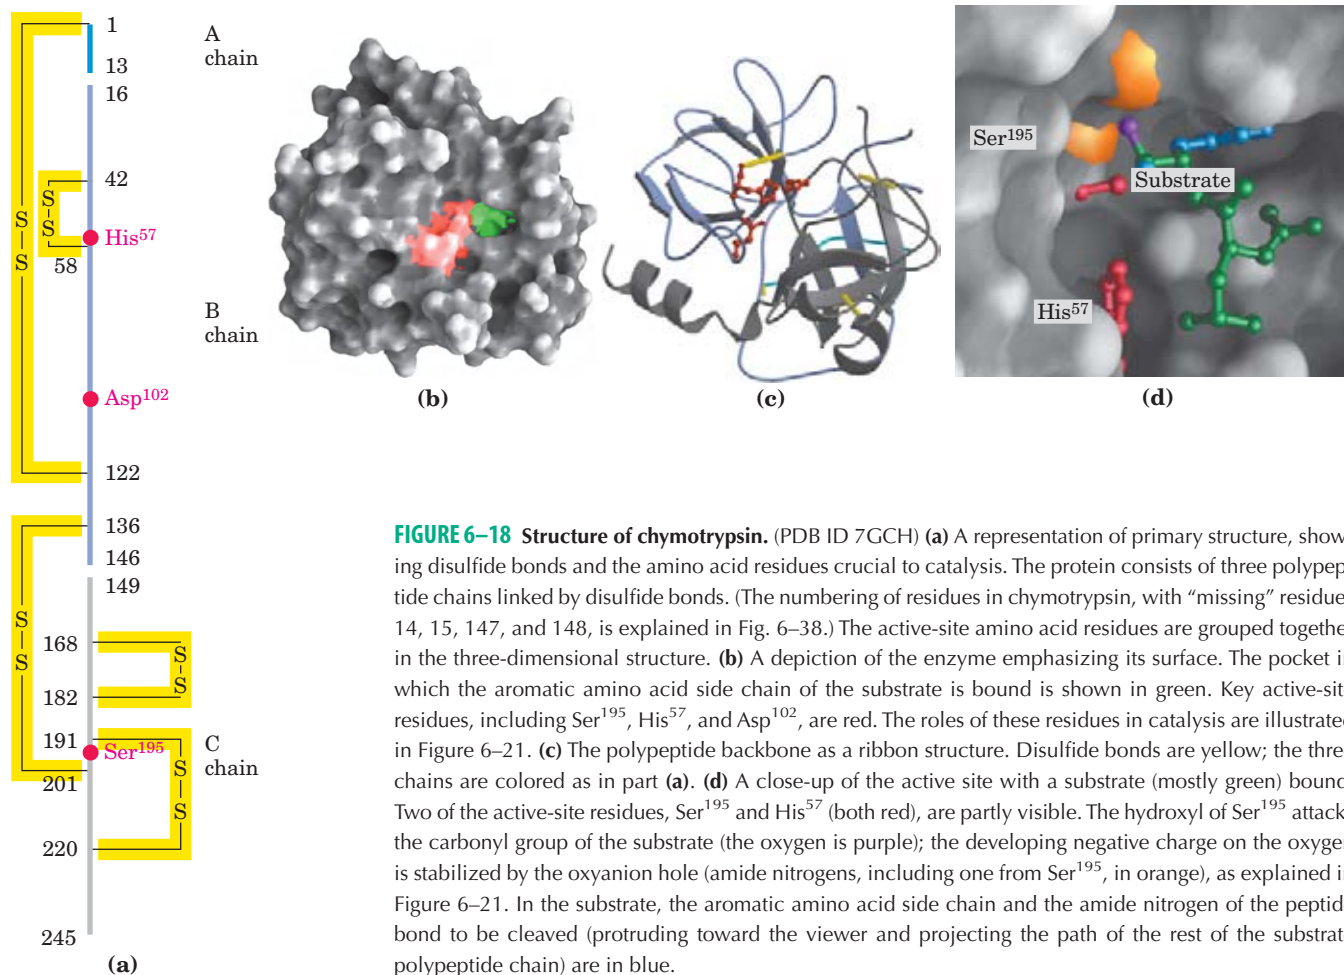 1
A
chain
13
16
42
S
S
S
S
His57
58
B
chain
Asp102
122
136
146
149
168
S
S
S
S
182
191
Ser195
C
chain
201
S
S
220
245
(a)
(b)
(c)
Ser195
Substrate
His57
(d)
FIGURE 6–18 Structure of chymotrypsin. (PDB ID 7GCH) (a) A representation of primary structure, show
ing disulfide bonds and the amino acid residues crucial to catalysis. The protein consists of three polypep
tide chains linked by disulfide bonds. (The numbering of residues in chymotrypsin, with “missing” residue
14, 15, 147, and 148, is explained in Fig. 6–38.) The active-site amino acid residues are grouped togethe
in the three-dimensional structure. (b) A depiction of the enzyme emphasizing its surface. The pocket i
which the aromatic amino acid side chain of the substrate is bound is shown in green. Key active-sit
residues, including Ser195, His57, and Asp102, are red. The roles of these residues in catalysis are illustrate
in Figure 6–21. (c) The polypeptide backbone as a ribbon structure. Disulfide bonds are yellow; the thre
chains are colored as in part (a). (d) A close-up of the active site with a substrate (mostly green) bound
Two of the active-site residues, Ser195 and His57 (both red), are partly visible. The hydroxyl of Ser195 attack
the carbonyl group of the substrate (the oxygen is purple); the developing negative charge on the oxyge
is stabilized by the oxyanion hole (amide nitrogens, including one from Ser195, in orange), as explained i
Figure 6–21. In the substrate, the aromatic amino acid side chain and the amide nitrogen of the peptid
bond to be cleaved (protruding toward the viewer and projecting the path of the rest of the substrat
polypeptide chain) are in blue.